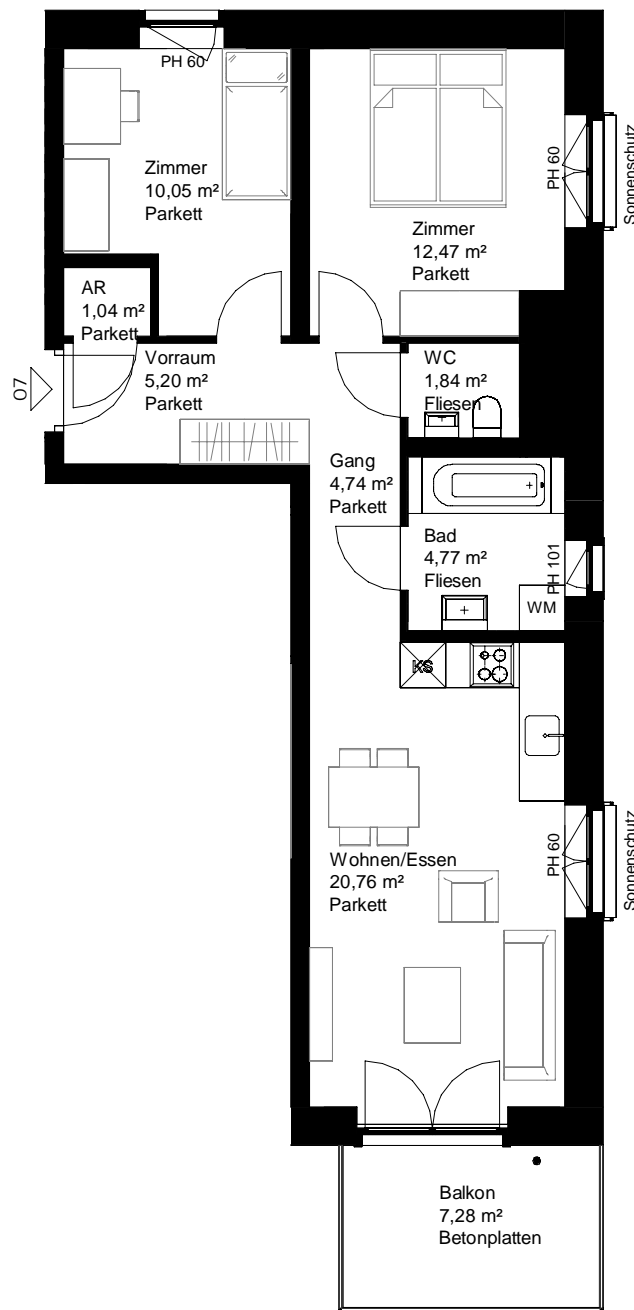 PH 60
Zimmer
10,05 m²
Parkett
PH 60
Sonnenschutz
Zimmer
12,47 m²
Parkett
AR
1,04 m²
Parkett
Vorraum
5,20 m²
Parkett
WC
1,84 m²
Fliesen
07
Gang
4,74 m²
Parkett
Bad
4,77 m²
Fliesen
PH 101
WM
KS
Wohnen/Essen
20,76 m²
Parkett
PH 60
Sonnenschutz
Balkon
7,28 m²
Betonplatten